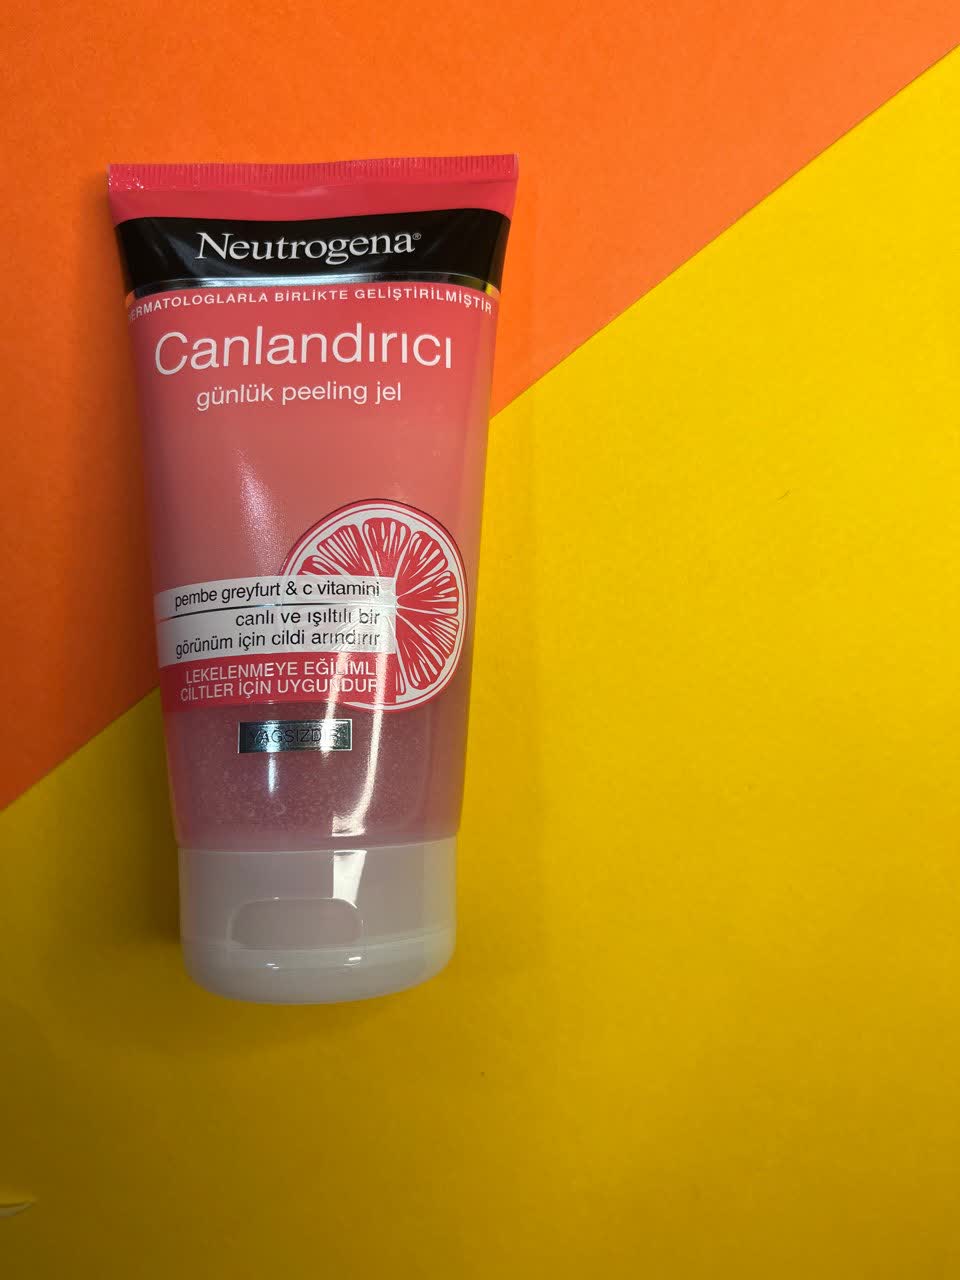 Neutrogena®
DERMATOLOGLARLA BİRLİKTE GELİŞTİRİLMİŞTİR
Canlandırıcı
günlük peeling jel
pembe greyfurt & c vitamini
canlı ve ışıltılı bir
görünüm için cildi arındırır
LEKELENMEYE EĞİLİMLİ
CİLTLER İÇİN UYGUNDUR
YAĞSIZDIR